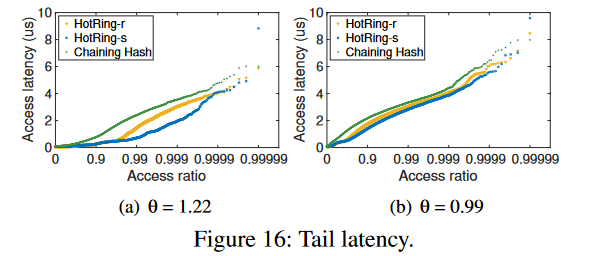 10
8
6
4
2
0
Access latency (us)
HotRing-r
HotRing-s
Chaining Hash
0 0.9 0.99 0.999 0.9999 0.99999
Access ratio
(a) θ = 1.22
10
8
6
4
2
0
Access latency (us)
HotRing-r
HotRing-s
Chaining Hash
0 0.9 0.99 0.999 0.9999 0.99999
Access ratio
(b) θ = 0.99
Figure 16: Tail latency.